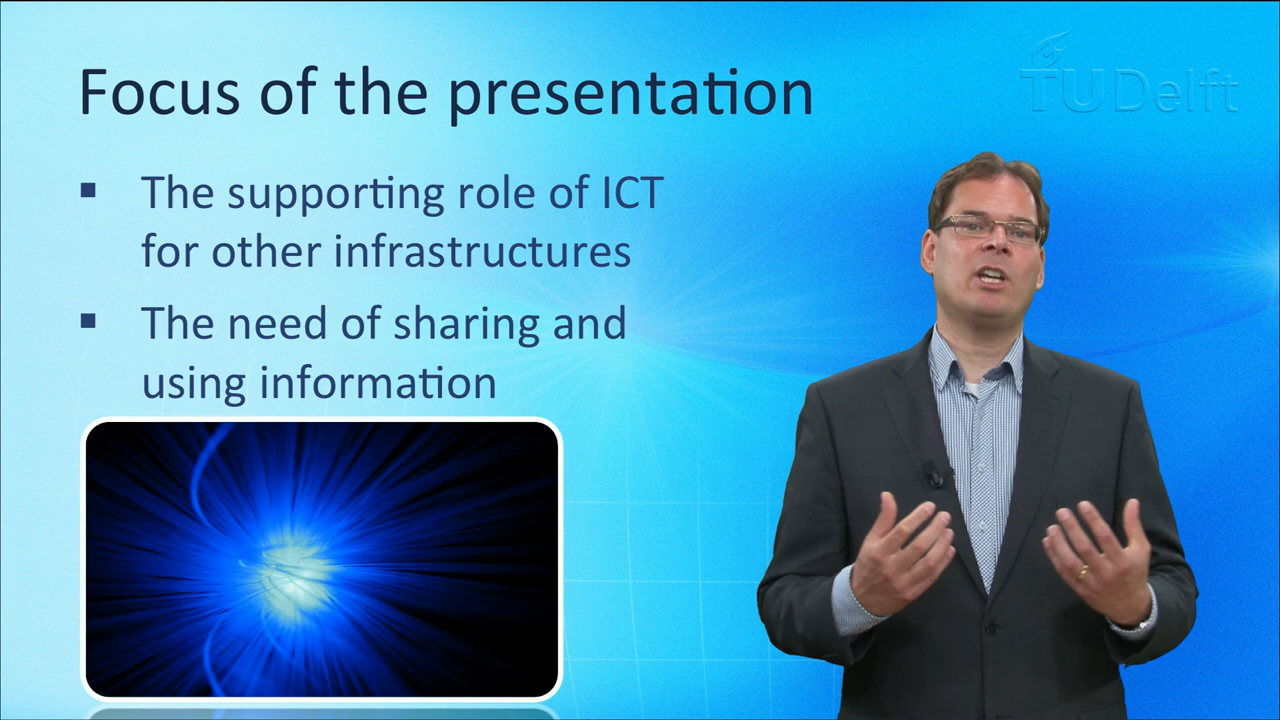 TU Delft
Focus of the presentation
▪ The supporting role of ICT
for other infrastructures
▪ The need of sharing and
using information